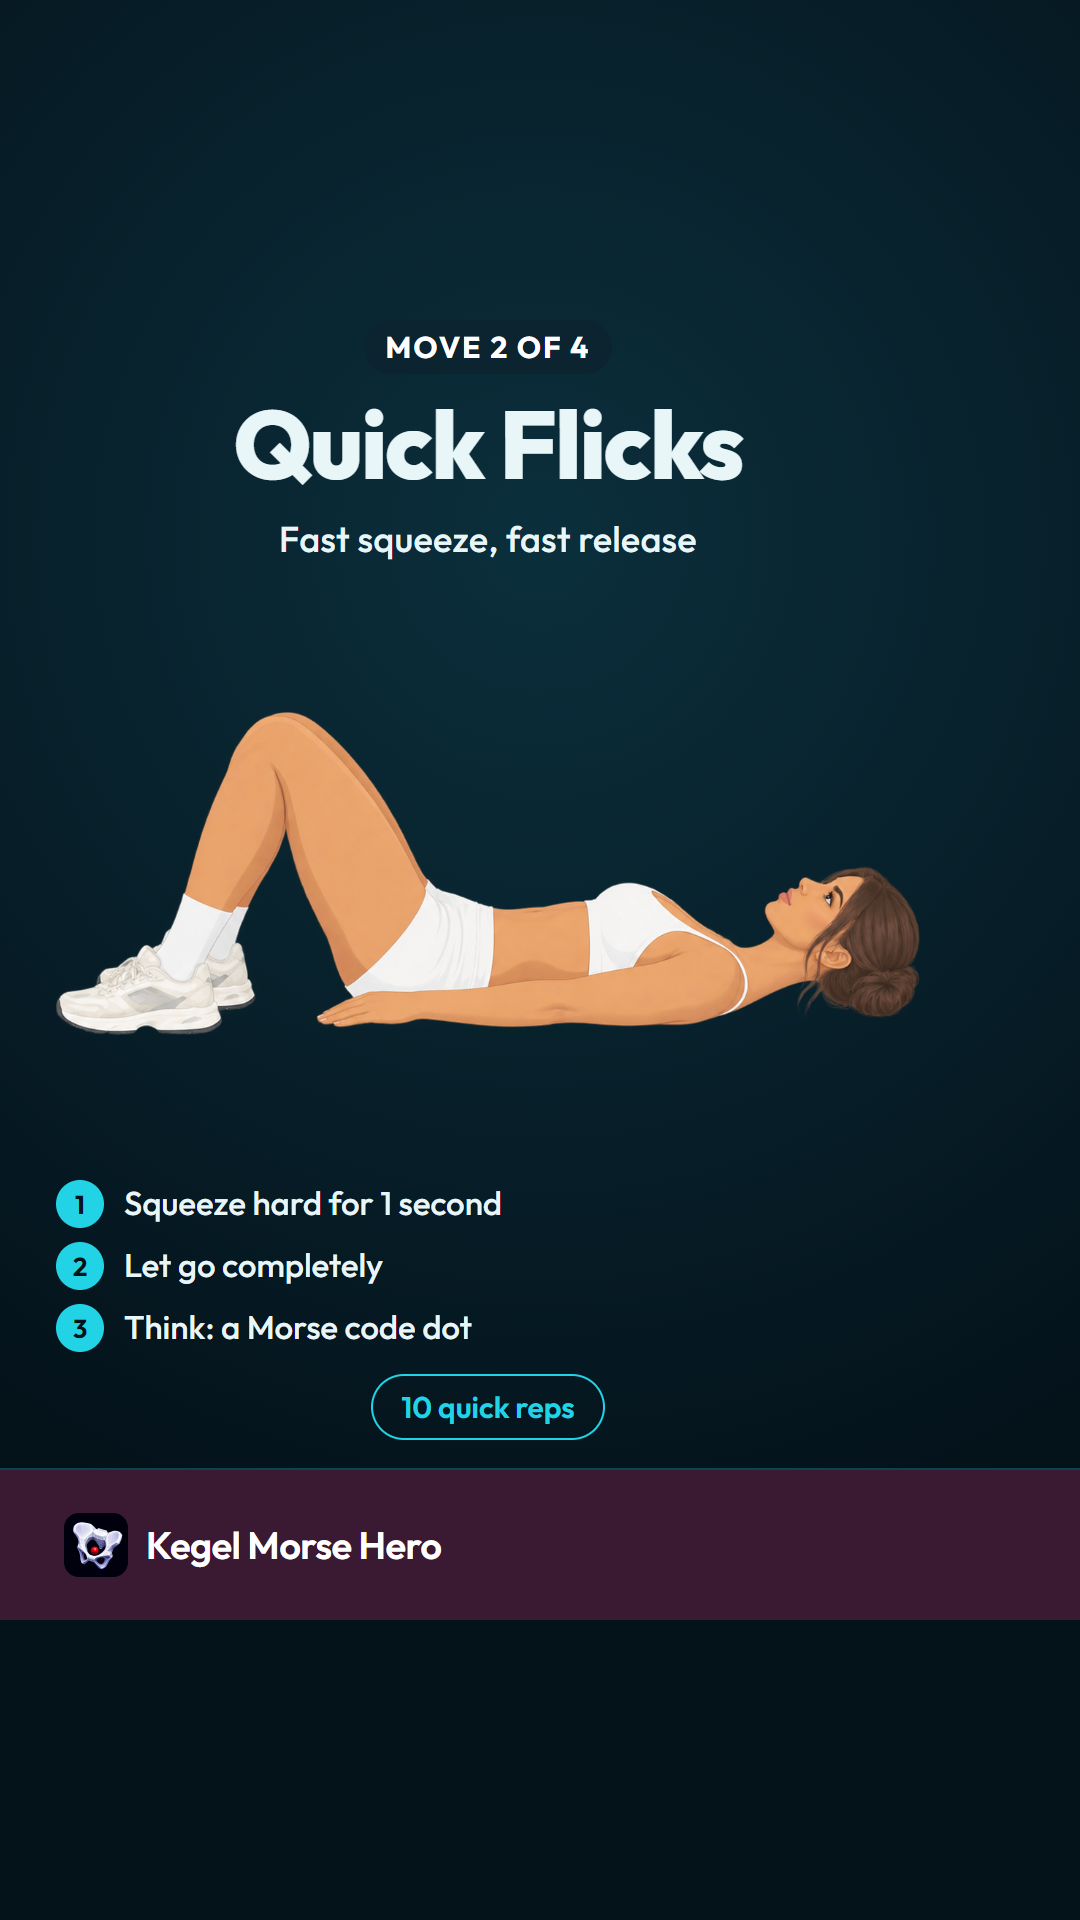 MOVE 2 OF 4
Quick Flicks
Fast squeeze, fast release
1 Squeeze hard for 1 second
2 Let go completely
3 Think: a Morse code dot
10 quick reps
Kegel Morse Hero